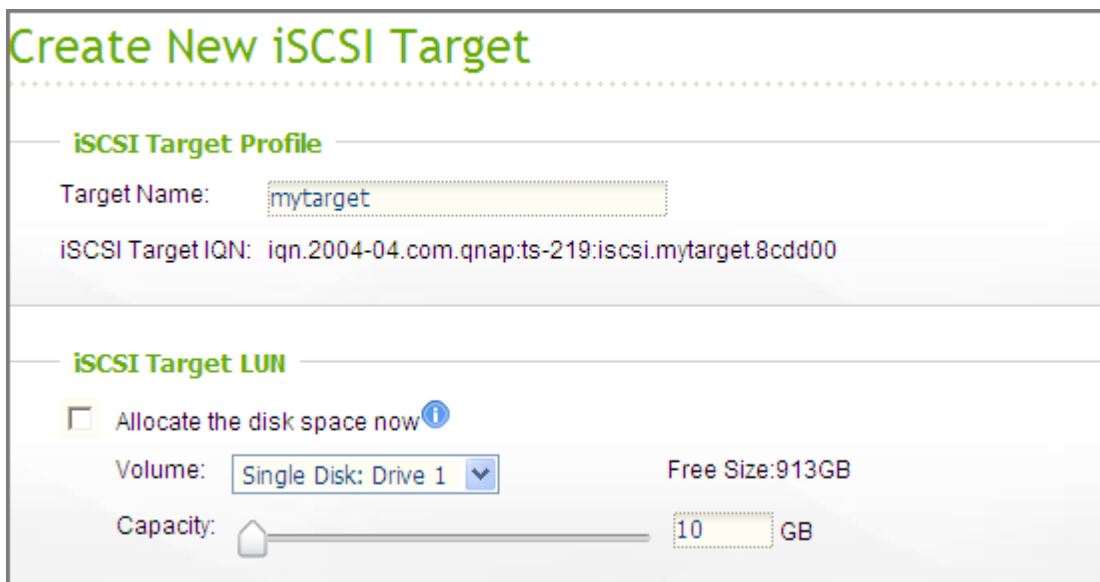 Create New iSCSI Target
iSCSI Target Profile
Target Name: mytarget
iSCSI Target IQN: iqn.2004-04.com.qnap:ts-219:iscsi.mytarget.8cdd00
iSCSI Target LUN
Allocate the disk space now
Volume: Single Disk: Drive 1 Free Size:913GB
Capacity: 10 GB